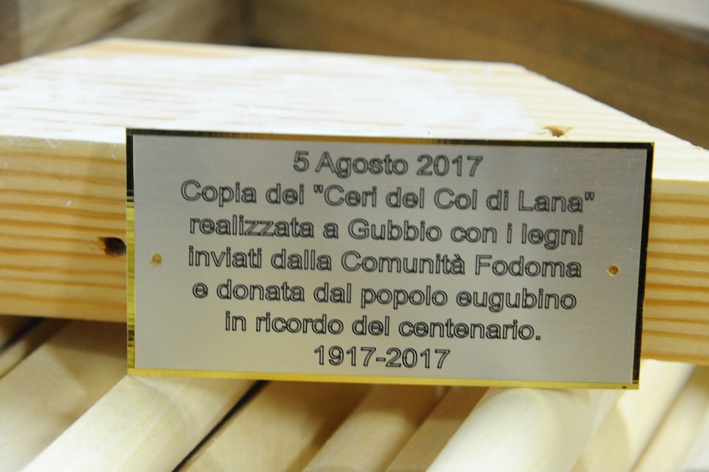 5 Agosto 2017
Copia dei "Ceri del Col di Lana"
realizzata a Gubbio con i legni
inviati dalla Comunità Fodoma
e donata dal popolo eugubino
in ricordo del centenario.
1917-2017